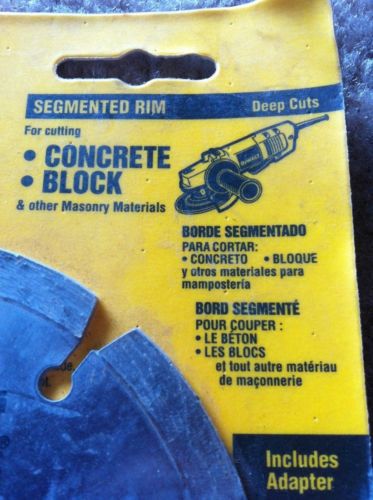 SEGMENTED RIM
Deep Cuts
For cutting
• CONCRETE
• BLOCK
& other Masonry Materials
DEWALT
BORDE SEGMENTADO
PARA CORTAR:
• CONCRETO • BLOQUE
y otros materiales para
mampostería
BORD SEGMENTÉ
POUR COUPER :
• LE BÉTON
• LES BLOCS
et tout autre matériau
de maçonnerie
Includes
Adapter